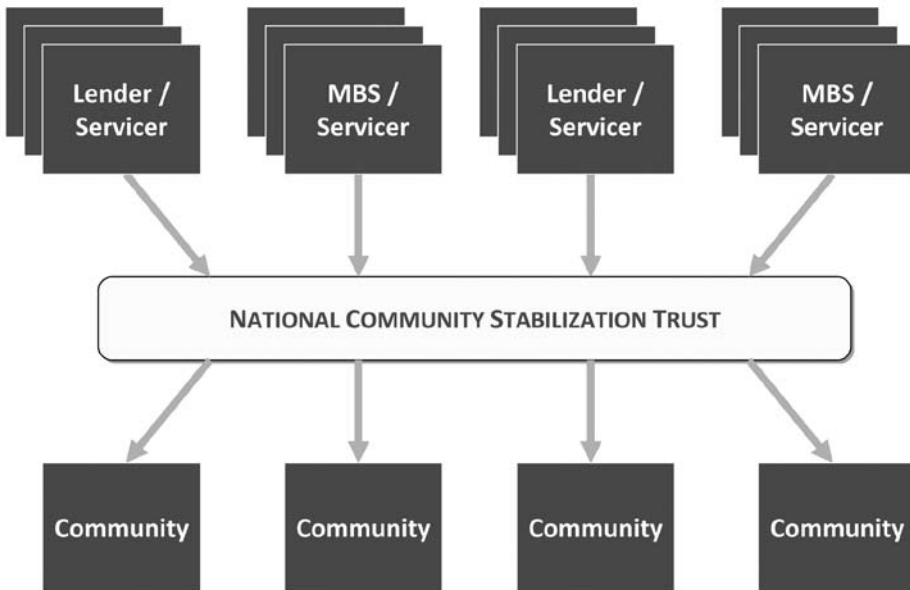 Lender /
Servicer
MBS /
Servicer
Lender /
Servicer
MBS /
Servicer
NATIONAL COMMUNITY STABILIZATION TRUST
Community
Community
Community
Community